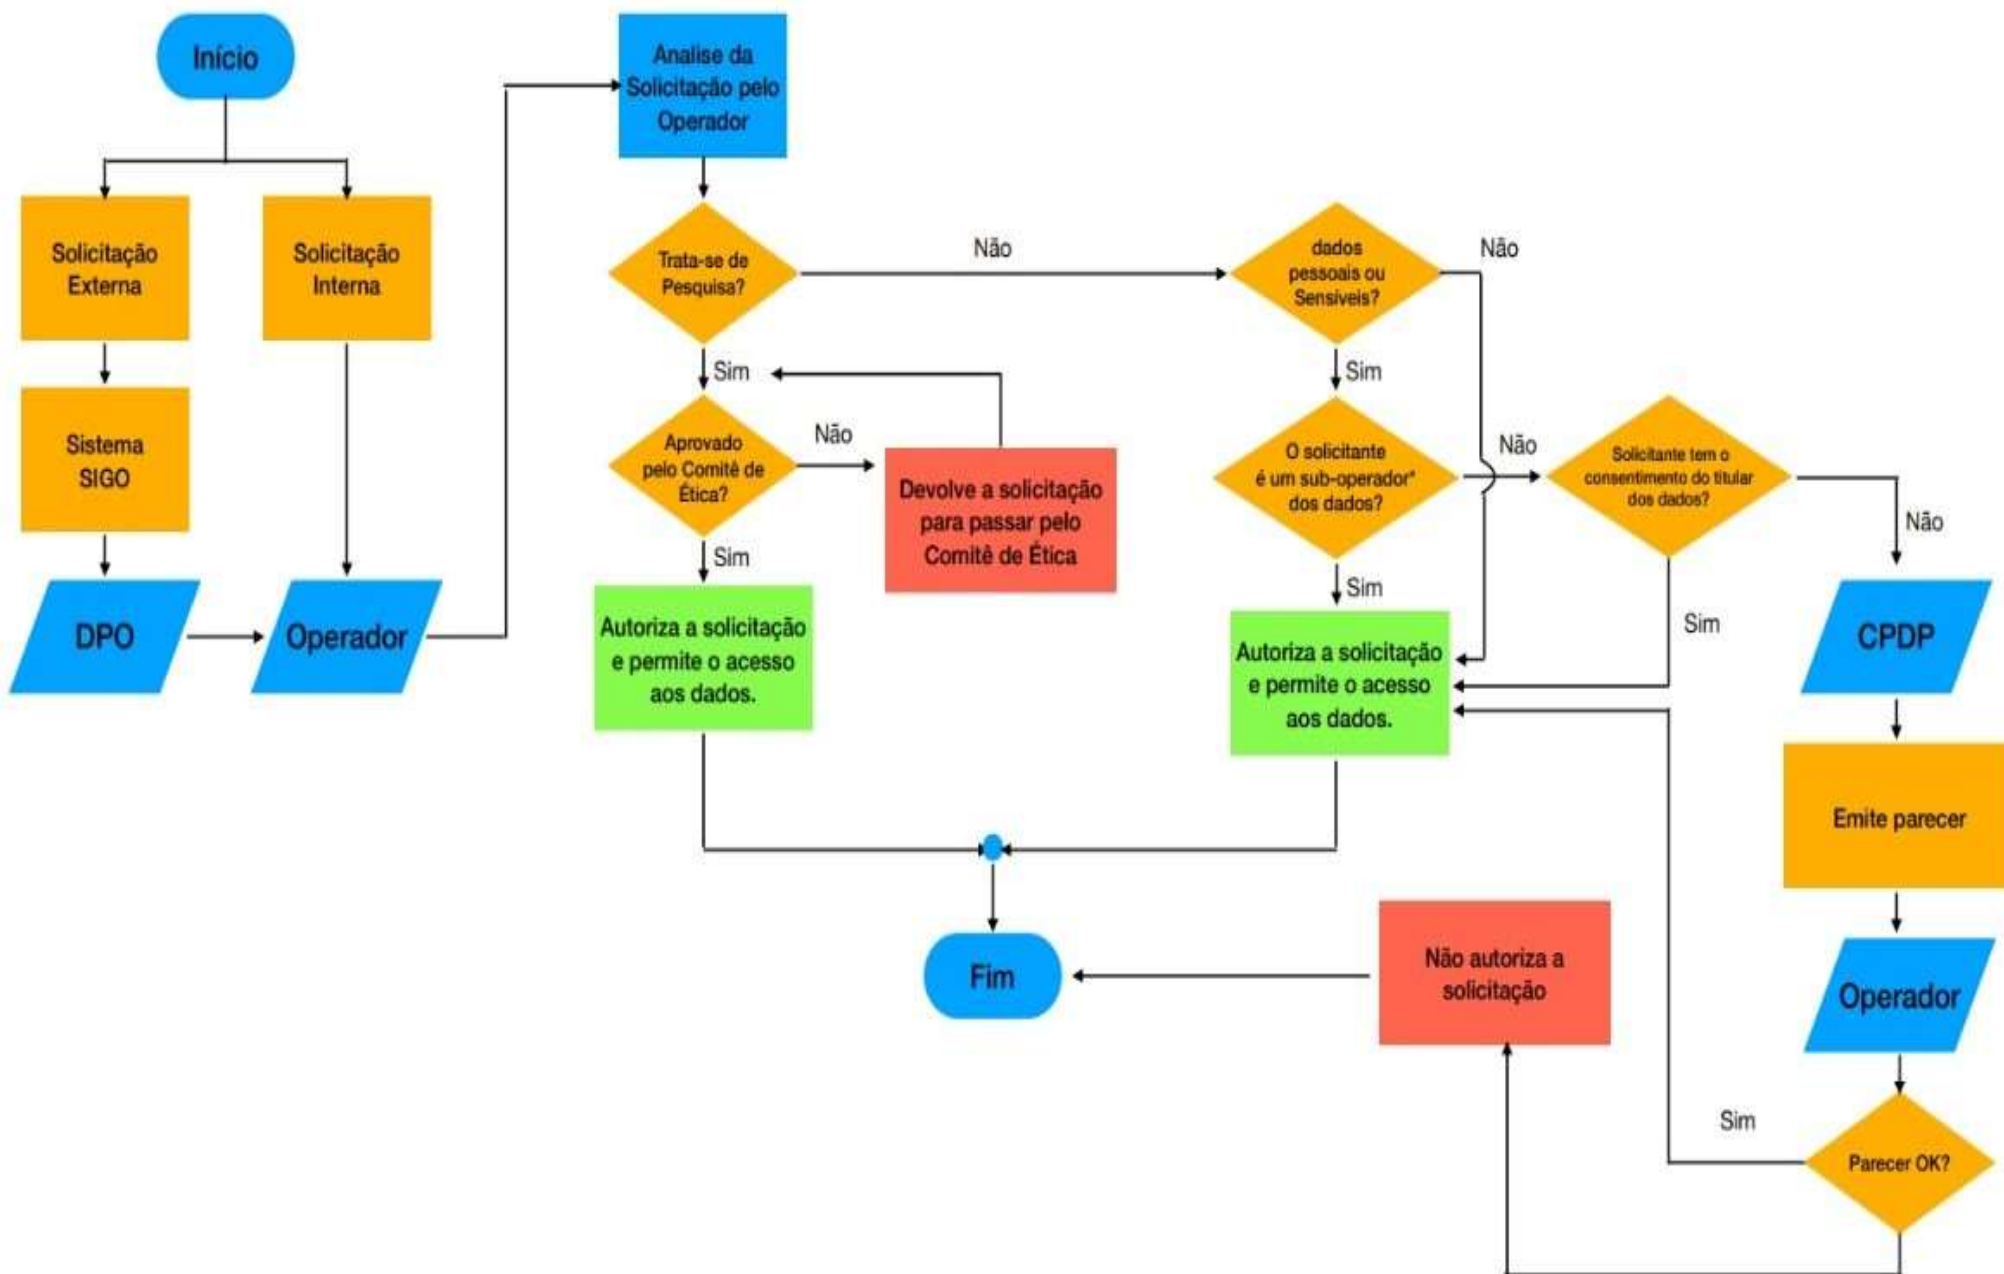 Início
Solicitação
Externa
Solicitação
Interna
Sistema
SIGO
DPO
Operador
Analise da
Solicitação pelo
Operador
Trata-se de
Pesquisa?
Não
Sim
Aprovado
pelo Comitê de
Ética?
Não
Devolve a solicitação
para passar pelo
Comitê de Ética
Sim
Autoriza a solicitação
e permite o acesso
aos dados.
dados
pessoais ou
Sensíveis?
Não
Sim
O solicitante
é um sub-operador*
dos dados?
Não
Sim
Solicitante tem o
consentimento do titular
dos dados?
Não
Sim
Autoriza a solicitação
e permite o acesso
aos dados.
CPDP
Emite parecer
Operador
Parecer OK?
Sim
Não autoriza a
solicitação
Fim